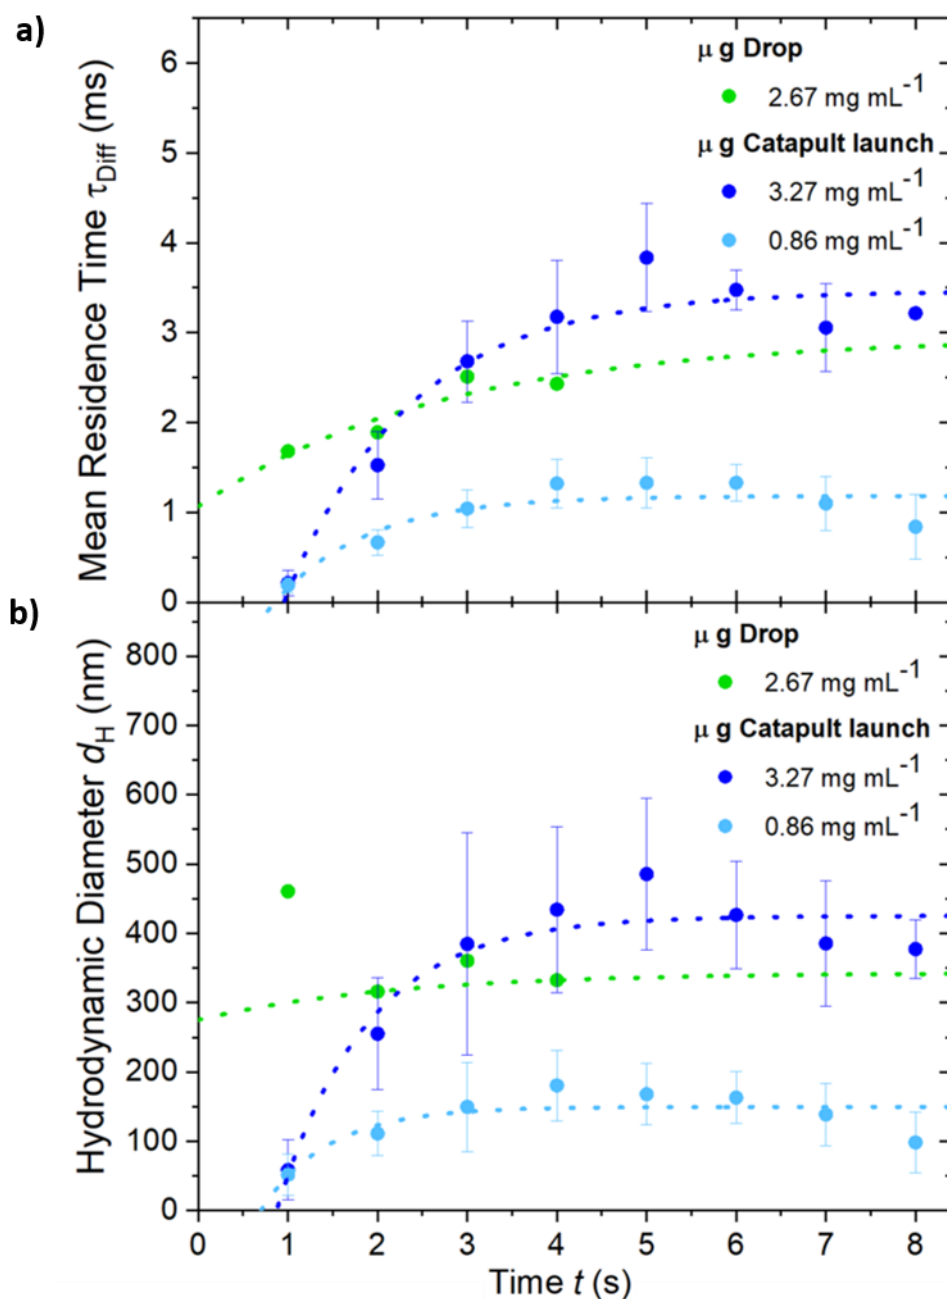 a)
Mean Residence Time τ_Diff (ms)
6
5
4
3
2
1
0
μ g Drop
2.67 mg mL⁻¹
μ g Catapult launch
3.27 mg mL⁻¹
0.86 mg mL⁻¹
b)
Hydrodynamic Diameter d_H (nm)
800
700
600
500
400
300
200
100
0
μ g Drop
2.67 mg mL⁻¹
μ g Catapult launch
3.27 mg mL⁻¹
0.86 mg mL⁻¹
0 1 2 3 4 5 6 7 8
Time t (s)